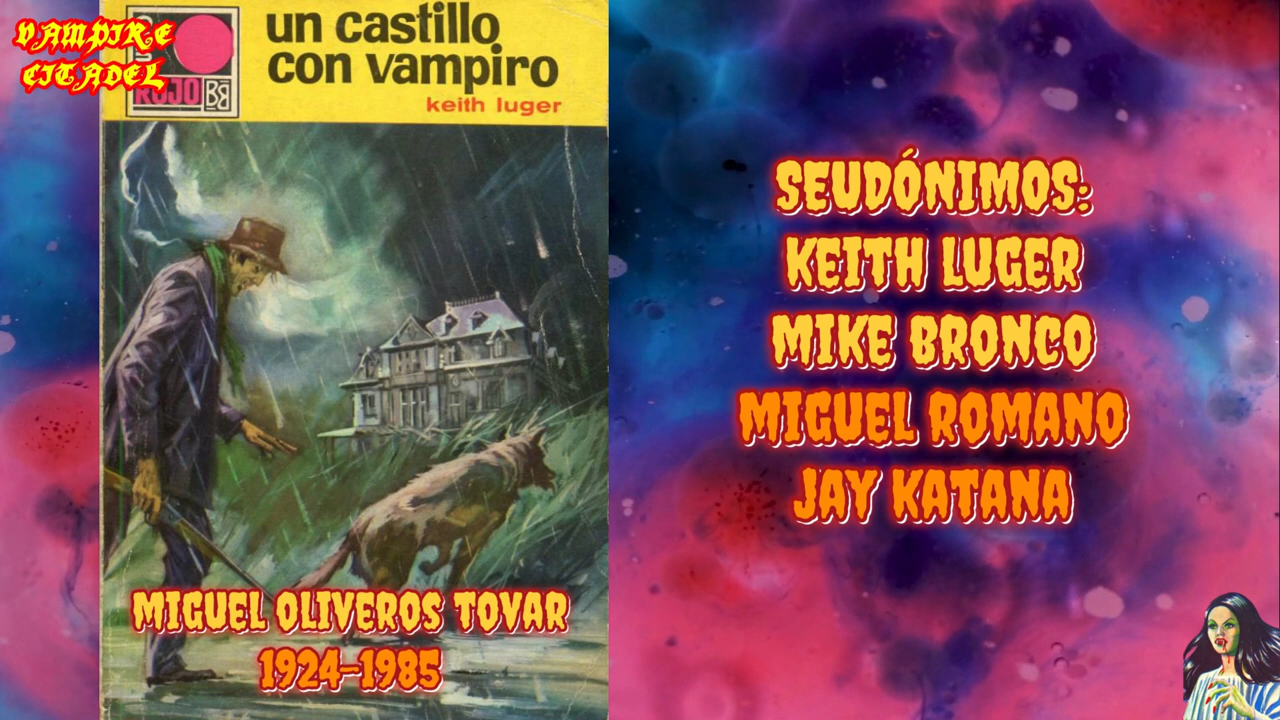 VAMPIRE
CITADEL
un castillo
con vampiro
keith luger
ROJO BB
SEUDÓNIMOS:
KEITH LUGER
MIKE BRONCO
MIGUEL ROMANO
JAY KATANA
MIGUEL OLIVEROS TOVAR
1924-1985